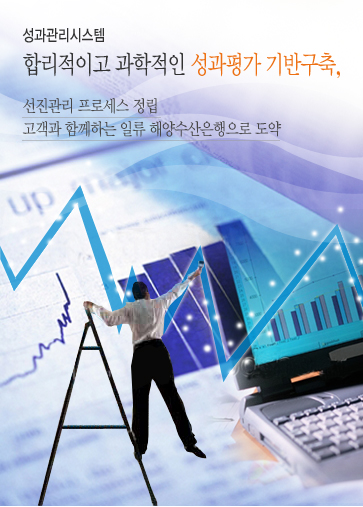 성과관리시스템
합리적이고 과학적인 성과평가 기반구축,
선진관리 프로세스 정립
고객과 함께하는 일류 해양수산은행으로 도약
up major